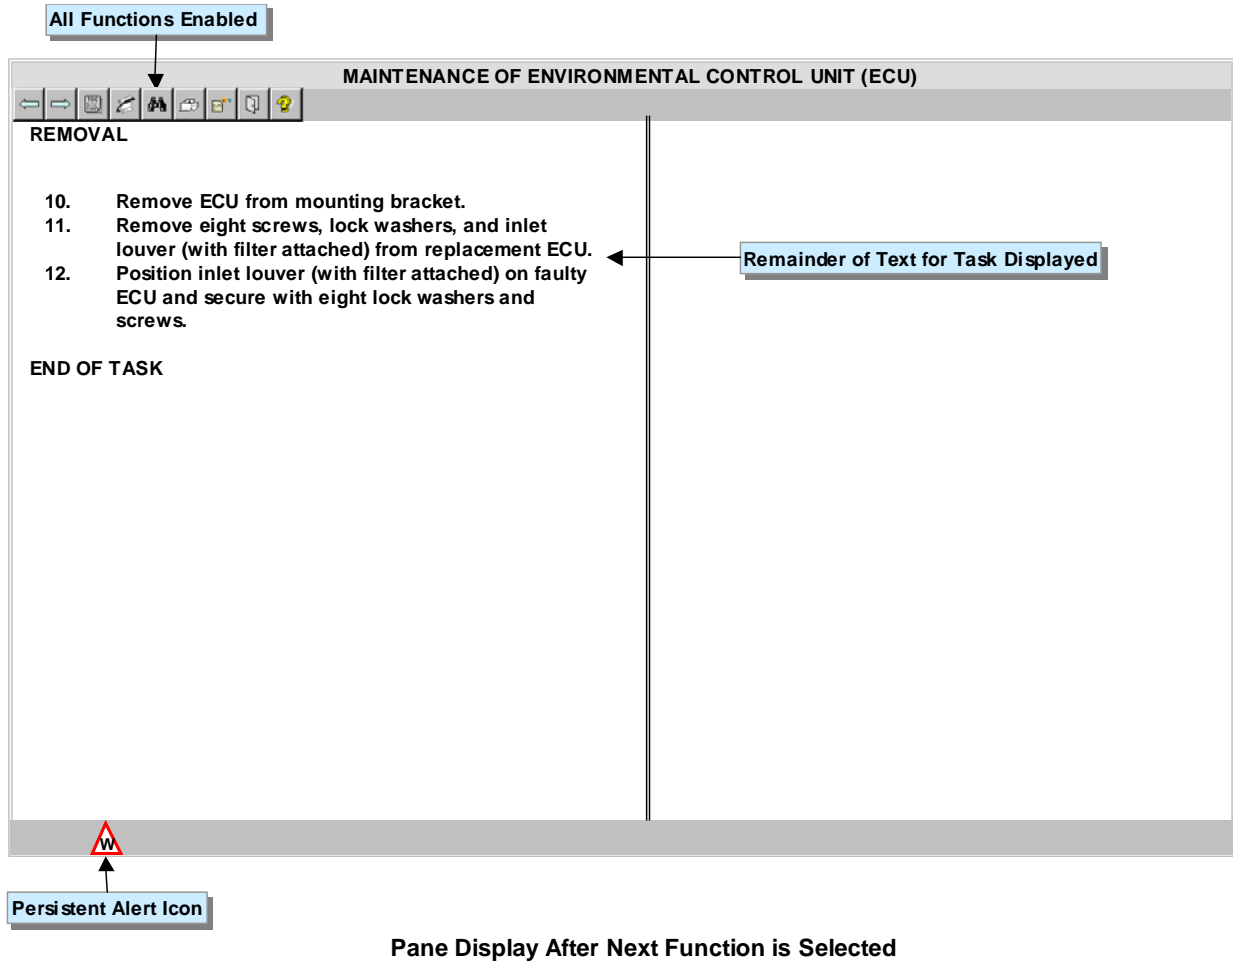 All Functions Enabled
MAINTENANCE OF ENVIRONMENTAL CONTROL UNIT (ECU)
REMOVAL
10. Remove ECU from mounting bracket.
11. Remove eight screws, lock washers, and inlet
louver (with filter attached) from replacement ECU.
12. Position inlet louver (with filter attached) on faulty
ECU and secure with eight lock washers and
screws.
Remainder of Text for Task Displayed
END OF TASK
W
Persistent Alert Icon
Pane Display After Next Function is Selected